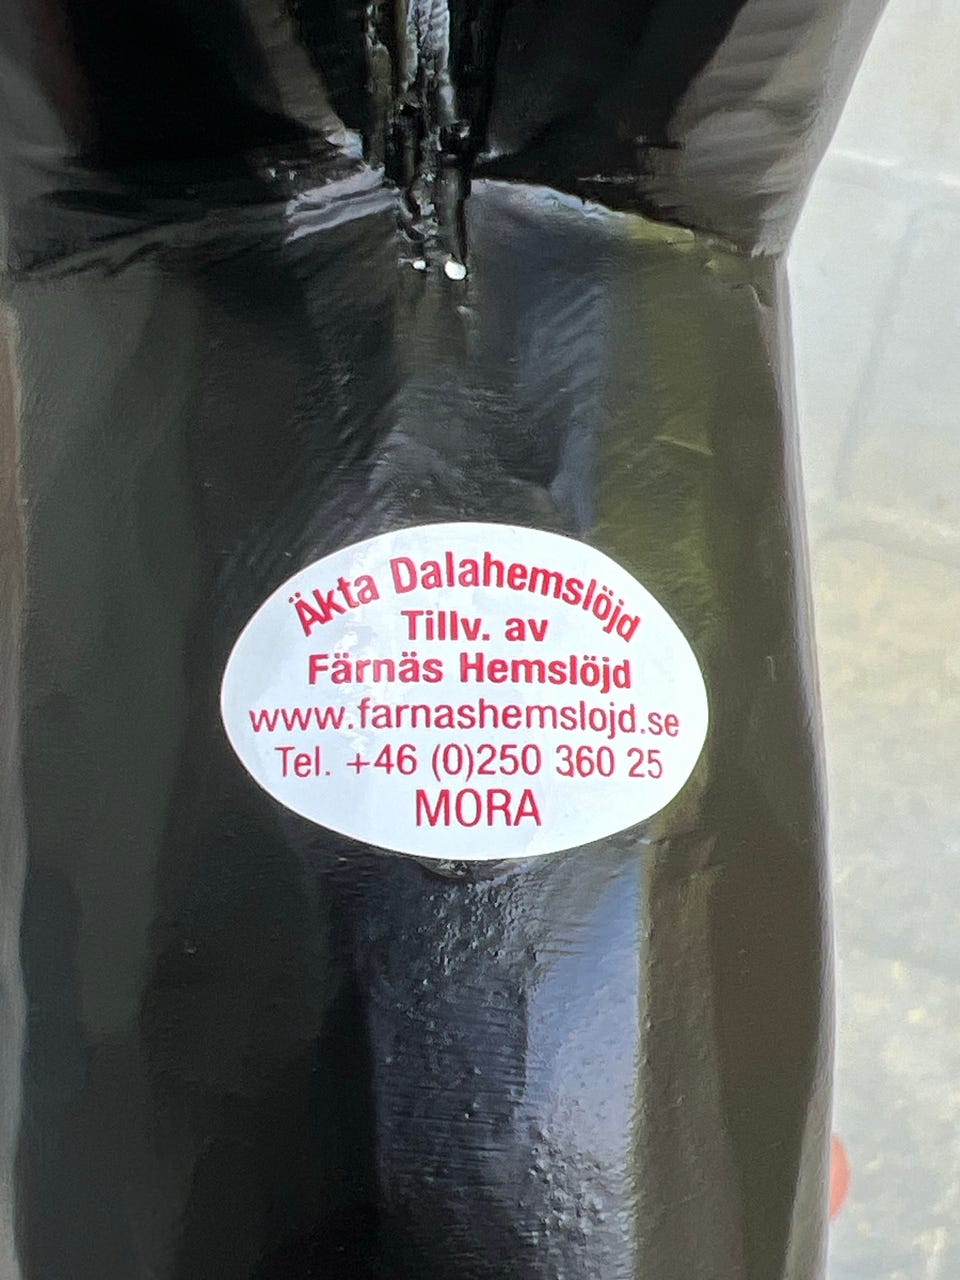 Äkta Dalahemslöjd
Tillv. av
Färnäs Hemslöjd
www.farnashemslojd.se
Tel. +46 (0)250 360 25
MORA